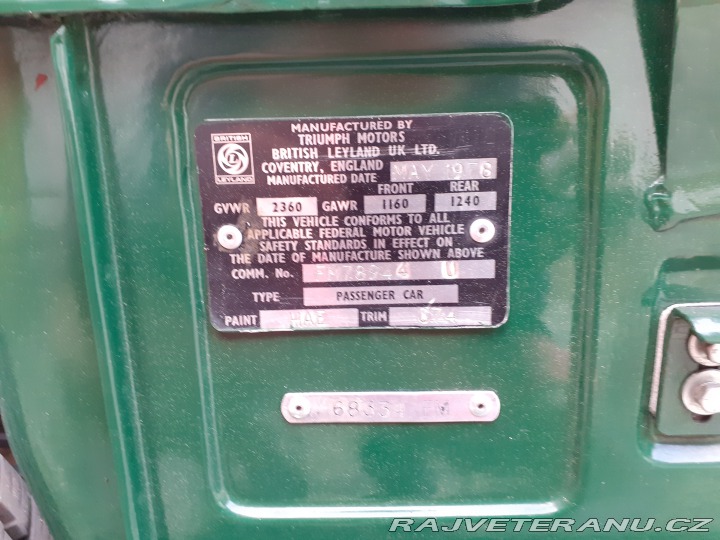 BRITISH
LEYLAND
MANUFACTURED BY
TRIUMPH MOTORS
BRITISH LEYLAND UK LTD.
COVENTRY, ENGLAND
MANUFACTURED DATE MAY 1976
FRONT REAR
GVWR 2360 GAWR 1160 1240
THIS VEHICLE CONFORMS TO ALL
APPLICABLE FEDERAL MOTOR VEHICLE
SAFETY STANDARDS IN EFFECT ON
THE DATE OF MANUFACTURE SHOWN ABOVE
COMM. No. U
TYPE PASSENGER CAR
PAINT HAE TRIM
RAJVETERANU.CZ